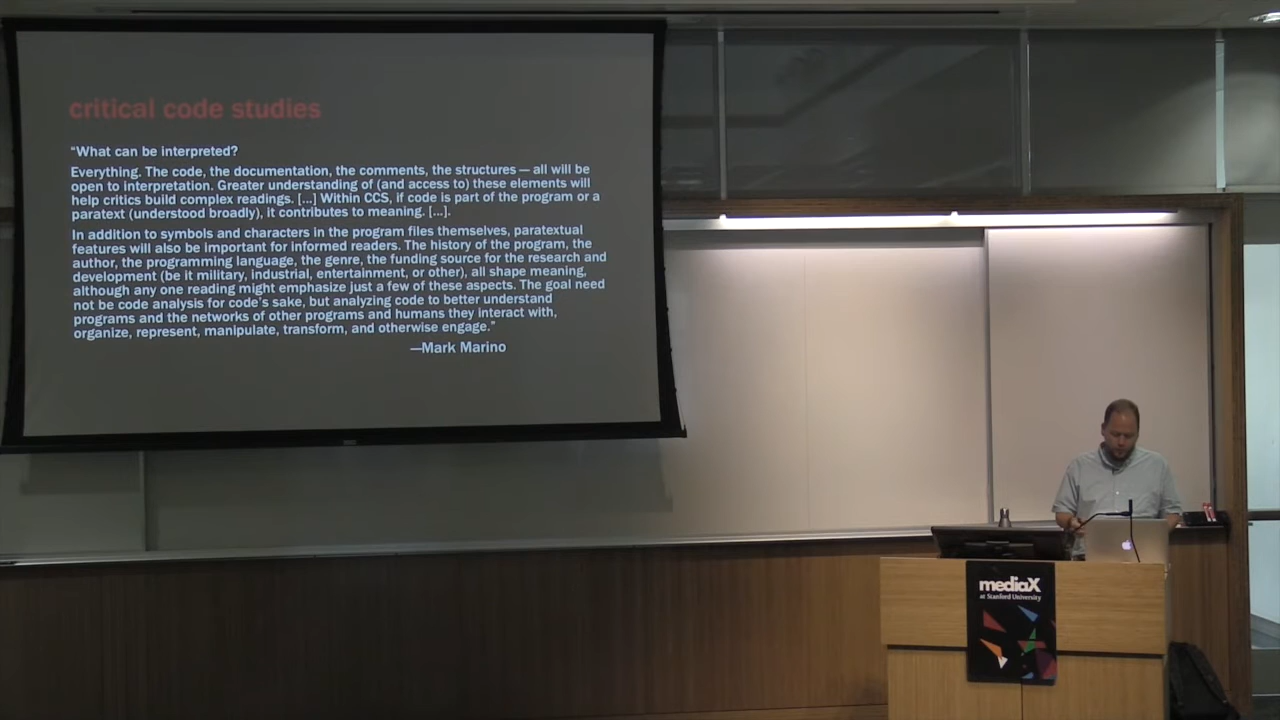 critical code studies
“What can be interpreted?
Everything. The code, the documentation, the comments, the structures — all will be
open to interpretation. Greater understanding of (and access to) these elements will
help critics build complex readings. [...] Within CCS, if code is part of the program or a
paratext (understood broadly), it contributes to meaning. [...].
In addition to symbols and characters in the program files themselves, paratextual
features will also be important for informed readers. The history of the program, the
author, the programming language, the genre, the funding source for the research and
development (be it military, industrial, entertainment, or other), all shape meaning,
although any one reading might emphasize just a few of these aspects. The goal need
not be code analysis for code’s sake, but analyzing code to better understand
programs and the networks of other programs and humans they interact with,
organize, represent, manipulate, transform, and otherwise engage.”
—Mark Marino
mediaX
at Stanford University